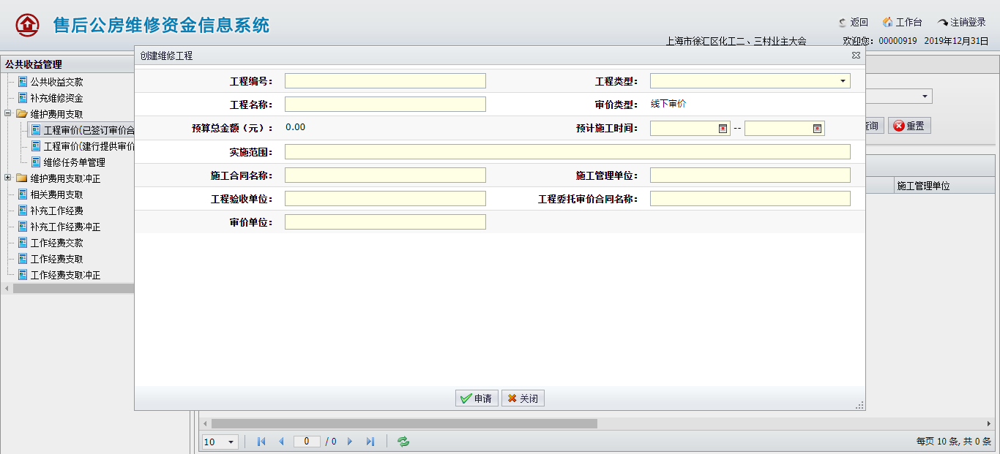 售后公房维修资金信息系统
返回 工作台 注销登录
上海市徐汇区化工二、三村业主大会 欢迎您: 00000919 2019年12月31日
公共收益管理
公共收益交款
补充维修资金
维护费用支取
工程审价(已签订审价合
工程审价(建行提供审价
维修任务单管理
维护费用支取冲正
相关费用支取
补充工作经费
补充工作经费冲正
工作经费交款
工作经费支取
工作经费支取冲正
创建维修工程
工程编号： 工程类型：
工程名称： 审价类型： 线下审价
预算总金额（元）： 0.00 预计施工时间： --
实施范围：
施工合同名称： 施工管理单位：
工程验收单位： 工程委托审价合同名称：
审价单位：
申请 关闭
查询 重置
施工管理单位
10 0 / 0 每页 10 条, 共 0 条